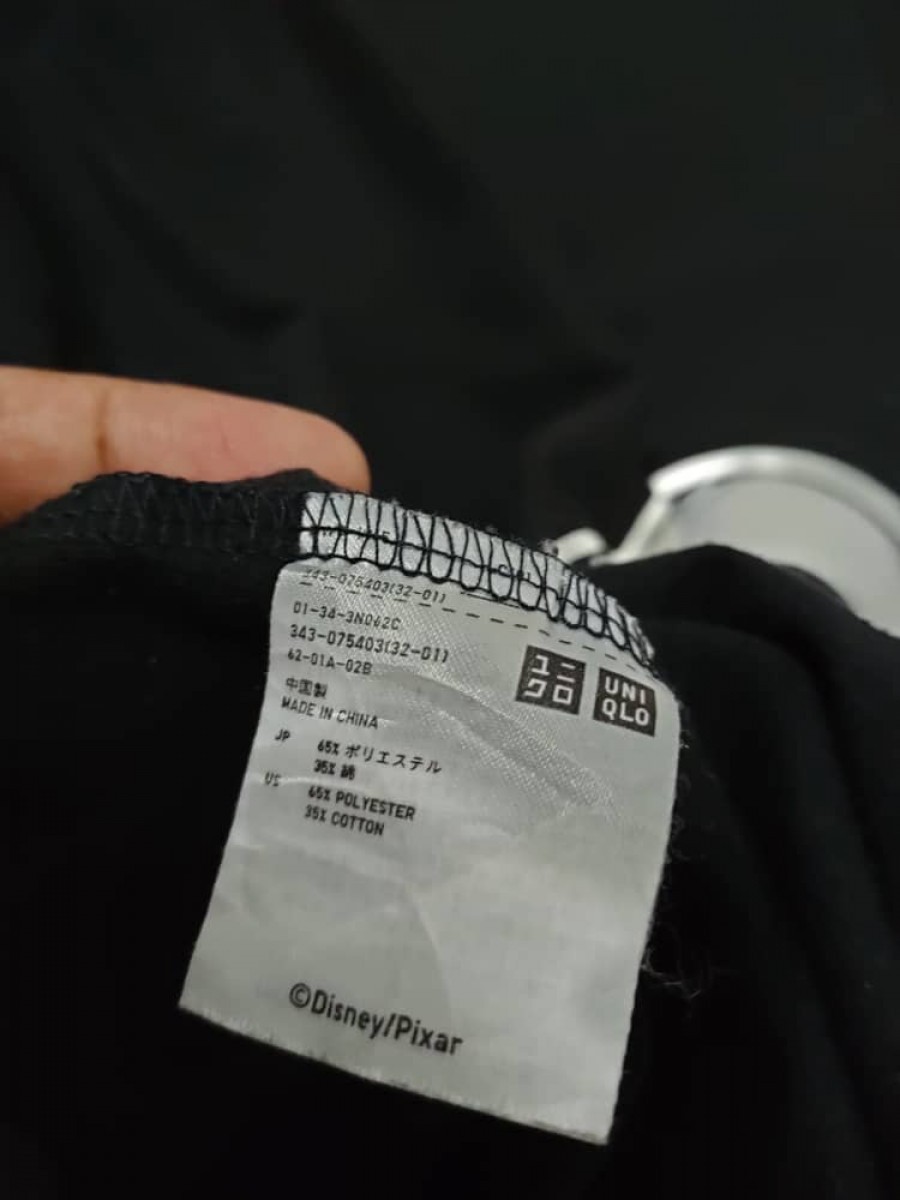 343-075403(32-01)
01-34-3N062C
343-075403(32-01)
62-01A-02B
ユニ
クロ
UNI
QLO
中国製
MADE IN CHINA
JP 65% ポリエステル
35% 綿
US 65% POLYESTER
35% COTTON
©Disney/Pixar